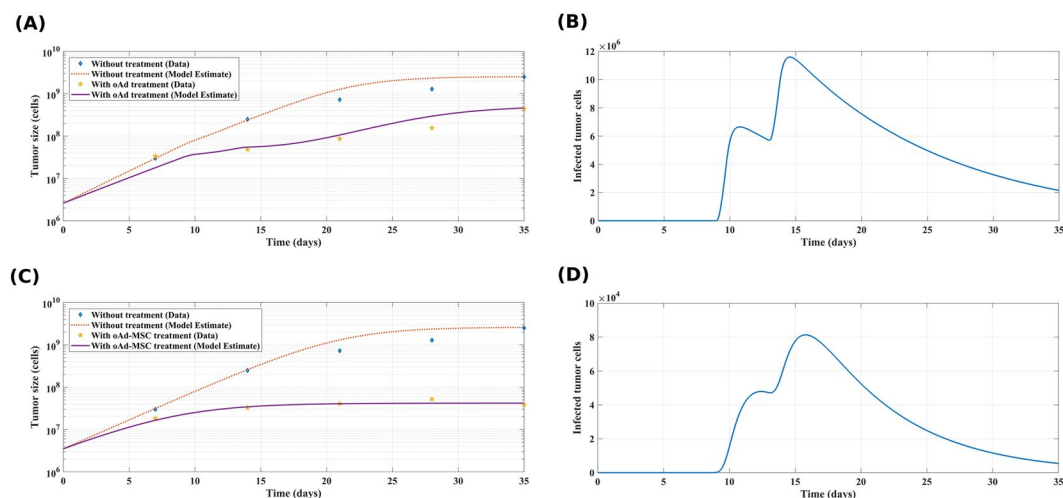 (A)
10^10
10^9
10^8
10^7
10^6
Tumor size (cells)
Without treatment (Data)
Without treatment (Model Estimate)
With oAd treatment (Data)
With oAd treatment (Model Estimate)
0 5 10 15 20 25 30 35
Time (days)
(B)
×10^6
12
10
8
6
4
2
0
Infected tumor cells
0 5 10 15 20 25 30 35
Time (days)
(C)
10^10
10^9
10^8
10^7
10^6
Tumor size (cells)
Without treatment (Data)
Without treatment (Model Estimate)
With oAd-MSC treatment (Data)
With oAd-MSC treatment (Model Estimate)
0 5 10 15 20 25 30 35
Time (days)
(D)
×10^4
10
8
6
4
2
0
Infected tumor cells
0 5 10 15 20 25 30 35
Time (days)